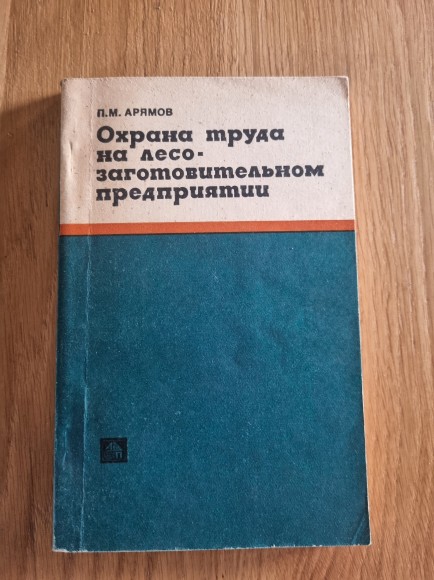 П.М. АРЯМОВ
Охрана труда
на лесо-
заготовительном
предприятии